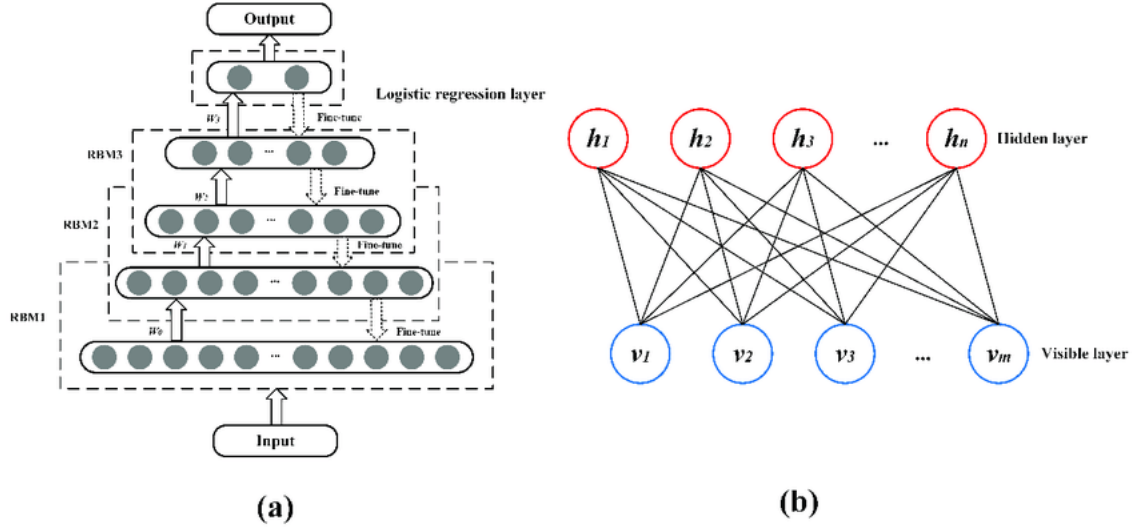 Output
Logistic regression layer
W3
Fine-tune
RBM3
...
W2
Fine-tune
RBM2
...
W1
Fine-tune
RBM1
...
W0
Fine-tune
...
Input
(a)
h1 h2 h3 ... hn Hidden layer
v1 v2 v3 ... vm Visible layer
(b)